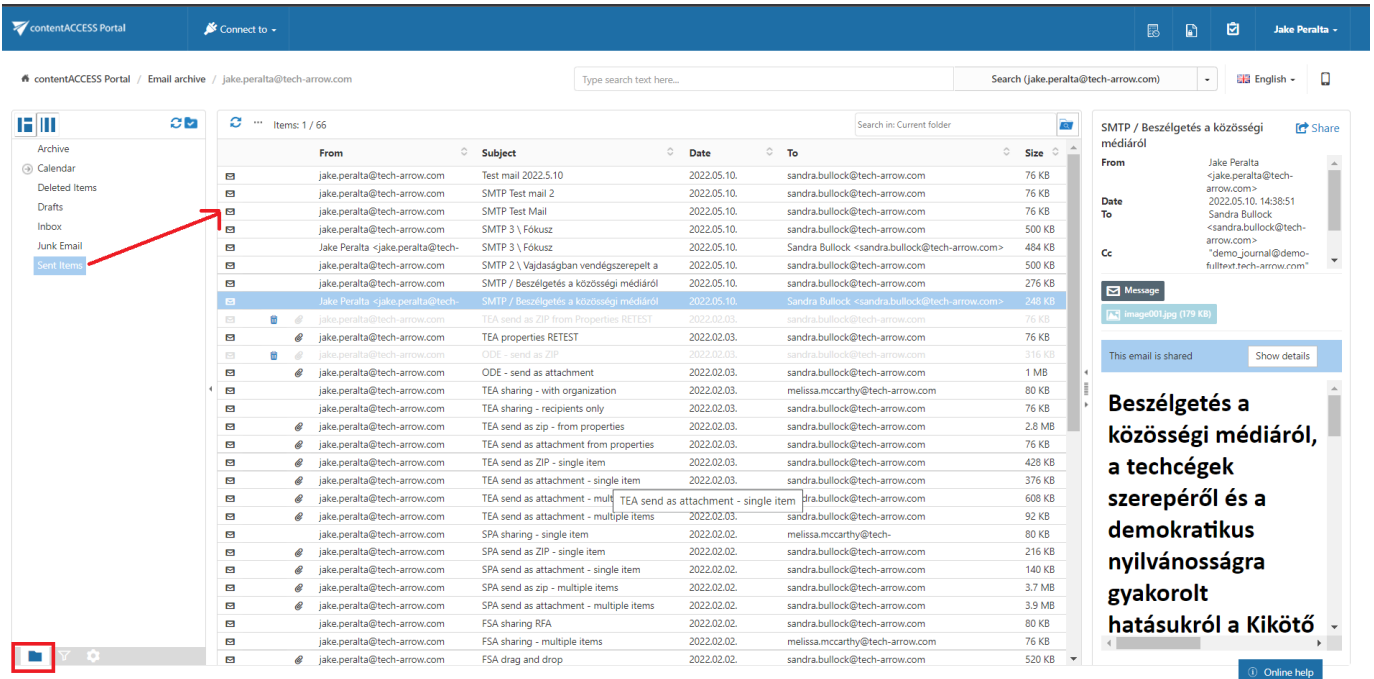 contentACCESS Portal
Connect to
Jake Peralta
contentACCESS Portal / Email archive / jake.peralta@tech-arrow.com
Type search text here...
Search (jake.peralta@tech-arrow.com)
English
Archive
Calendar
Deleted Items
Drafts
Inbox
Junk Email
Sent Items
Items: 1 / 66
Search in: Current folder
From Subject Date To Size
jake.peralta@tech-arrow.com Test mail 2022.5.10 2022.05.10. sandra.bullock@tech-arrow.com 76 KB
jake.peralta@tech-arrow.com SMTP Test mail 2 2022.05.10. sandra.bullock@tech-arrow.com 76 KB
jake.peralta@tech-arrow.com SMTP Test Mail 2022.05.10. sandra.bullock@tech-arrow.com 76 KB
jake.peralta@tech-arrow.com SMTP 3 \ Fókusz 2022.05.10. sandra.bullock@tech-arrow.com 500 KB
Jake Peralta <jake.peralta@tech- SMTP 3 \ Fókusz 2022.05.10. Sandra Bullock <sandra.bullock@tech-arrow.com> 484 KB
jake.peralta@tech-arrow.com SMTP 2 \ Vajdaságban vendégszerepelt a 2022.05.10. sandra.bullock@tech-arrow.com 500 KB
jake.peralta@tech-arrow.com SMTP / Beszélgetés a közösségi médiáról 2022.05.10. sandra.bullock@tech-arrow.com 276 KB
Jake Peralta <jake.peralta@tech- SMTP / Beszélgetés a közösségi médiáról 2022.05.10. Sandra Bullock <sandra.bullock@tech-arrow.com> 248 KB
jake.peralta@tech-arrow.com TEA send as ZIP from Properties RETEST 2022.02.03. sandra.bullock@tech-arrow.com 76 KB
jake.peralta@tech-arrow.com TEA properties RETEST 2022.02.03. sandra.bullock@tech-arrow.com 76 KB
jake.peralta@tech-arrow.com ODE - send as ZIP 2022.02.03. sandra.bullock@tech-arrow.com 316 KB
jake.peralta@tech-arrow.com ODE - send as attachment 2022.02.03. sandra.bullock@tech-arrow.com 1 MB
jake.peralta@tech-arrow.com TEA sharing - with organization 2022.02.03. melissa.mccarthy@tech-arrow.com 80 KB
jake.peralta@tech-arrow.com TEA sharing - recipients only 2022.02.03. sandra.bullock@tech-arrow.com 76 KB
jake.peralta@tech-arrow.com TEA send as zip - from properties 2022.02.03. sandra.bullock@tech-arrow.com 2.8 MB
jake.peralta@tech-arrow.com TEA send as attachment from properties 2022.02.03. sandra.bullock@tech-arrow.com 76 KB
jake.peralta@tech-arrow.com TEA send as ZIP - single item 2022.02.03. sandra.bullock@tech-arrow.com 428 KB
jake.peralta@tech-arrow.com TEA send as attachment - single item 2022.02.03. sandra.bullock@tech-arrow.com 376 KB
jake.peralta@tech-arrow.com TEA send as attachment - mult TEA send as attachment - single item dra.bullock@tech-arrow.com 608 KB
jake.peralta@tech-arrow.com TEA send as attachment - multiple items 2022.02.03. sandra.bullock@tech-arrow.com 92 KB
jake.peralta@tech-arrow.com SPA sharing - single item 2022.02.02. melissa.mccarthy@tech- 80 KB
jake.peralta@tech-arrow.com SPA send as ZIP - single item 2022.02.02. sandra.bullock@tech-arrow.com 216 KB
jake.peralta@tech-arrow.com SPA send as attachment - single item 2022.02.02. sandra.bullock@tech-arrow.com 140 KB
jake.peralta@tech-arrow.com SPA send as zip - multiple items 2022.02.02. sandra.bullock@tech-arrow.com 3.7 MB
jake.peralta@tech-arrow.com SPA send as attachment - multiple items 2022.02.02. sandra.bullock@tech-arrow.com 3.9 MB
jake.peralta@tech-arrow.com FSA sharing RFA 2022.02.02. sandra.bullock@tech-arrow.com 80 KB
jake.peralta@tech-arrow.com FSA sharing - multiple items 2022.02.02. melissa.mccarthy@tech-arrow.com 76 KB
jake.peralta@tech-arrow.com FSA drag and drop 2022.02.02. sandra.bullock@tech-arrow.com 520 KB
SMTP / Beszélgetés a közösségi
médiáról
Share
From Jake Peralta
<jake.peralta@tech-
arrow.com>
Date 2022.05.10. 14:38:51
To Sandra Bullock
<sandra.bullock@tech-
arrow.com>
Cc "demo_journal@demo-
fulltext.tech-arrow.com"
Message
image001.jpg (179 KB)
This email is shared Show details
Beszélgetés a
közösségi médiáról,
a techcégek
szerepéről és a
demokratikus
nyilvánosságra
gyakorolt
hatásukról a Kikötő
Online help